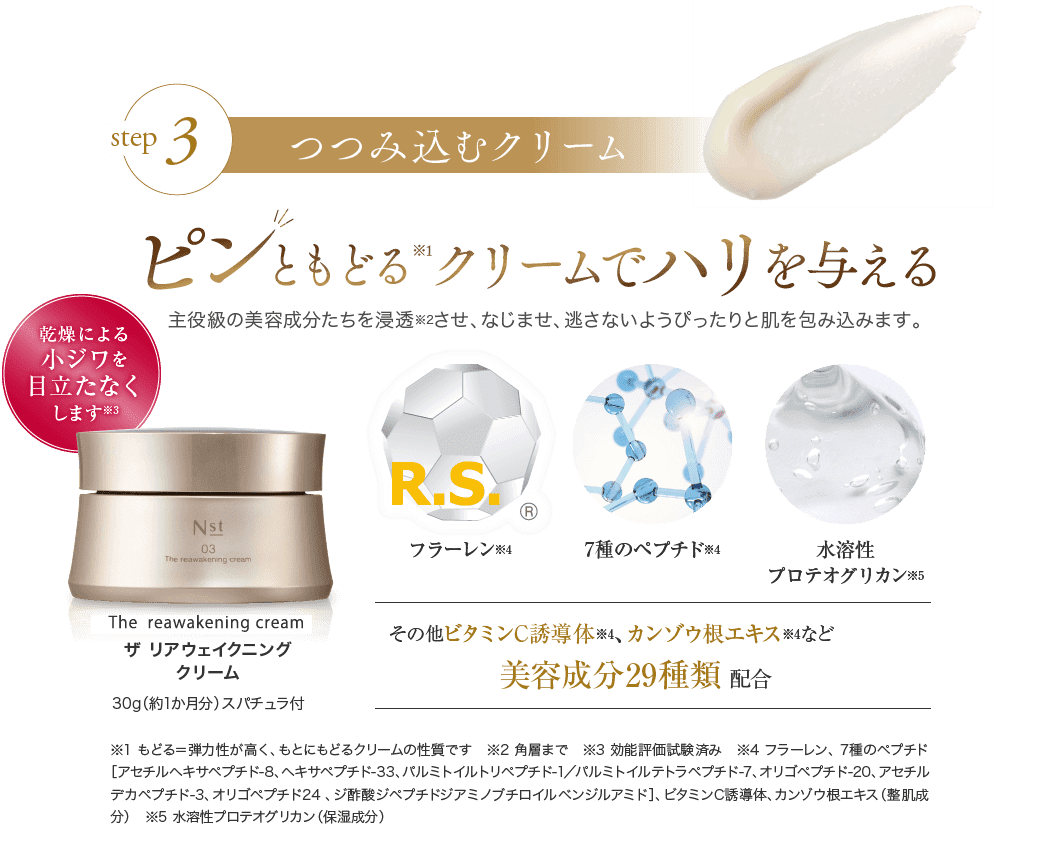 step 3
つつみ込むクリーム
ピンともどる※1クリームでハリを与える
主役級の美容成分たちを浸透※2させ、なじませ、逃さないようぴったりと肌を包み込みます。
乾燥による
小ジワを
目立たなく
します※3
Nst
03
The reawakening cream
The reawakening cream
ザ リアウェイクニング
クリーム
30g(約1か月分)スパチュラ付
R.S.®
フラーレン※4
7種のペプチド※4
水溶性
プロテオグリカン※5
その他ビタミンC誘導体※4、カンゾウ根エキス※4など
美容成分29種類 配合
※1 もどる=弾力性が高く、もとにもどるクリームの性質です ※2 角層まで ※3 効能評価試験済み ※4 フラーレン、7種のペプチド
[アセチルヘキサペプチド-8、ヘキサペプチド-33、パルミトイルトリペプチド-1/パルミトイルテトラペプチド-7、オリゴペプチド-20、アセチル
デカペプチド-3、オリゴペプチド24 、ジ酢酸ジペプチドジアミノブチロイルベンジルアミド]、ビタミンC誘導体、カンゾウ根エキス(整肌成
分) ※5 水溶性プロテオグリカン(保湿成分)